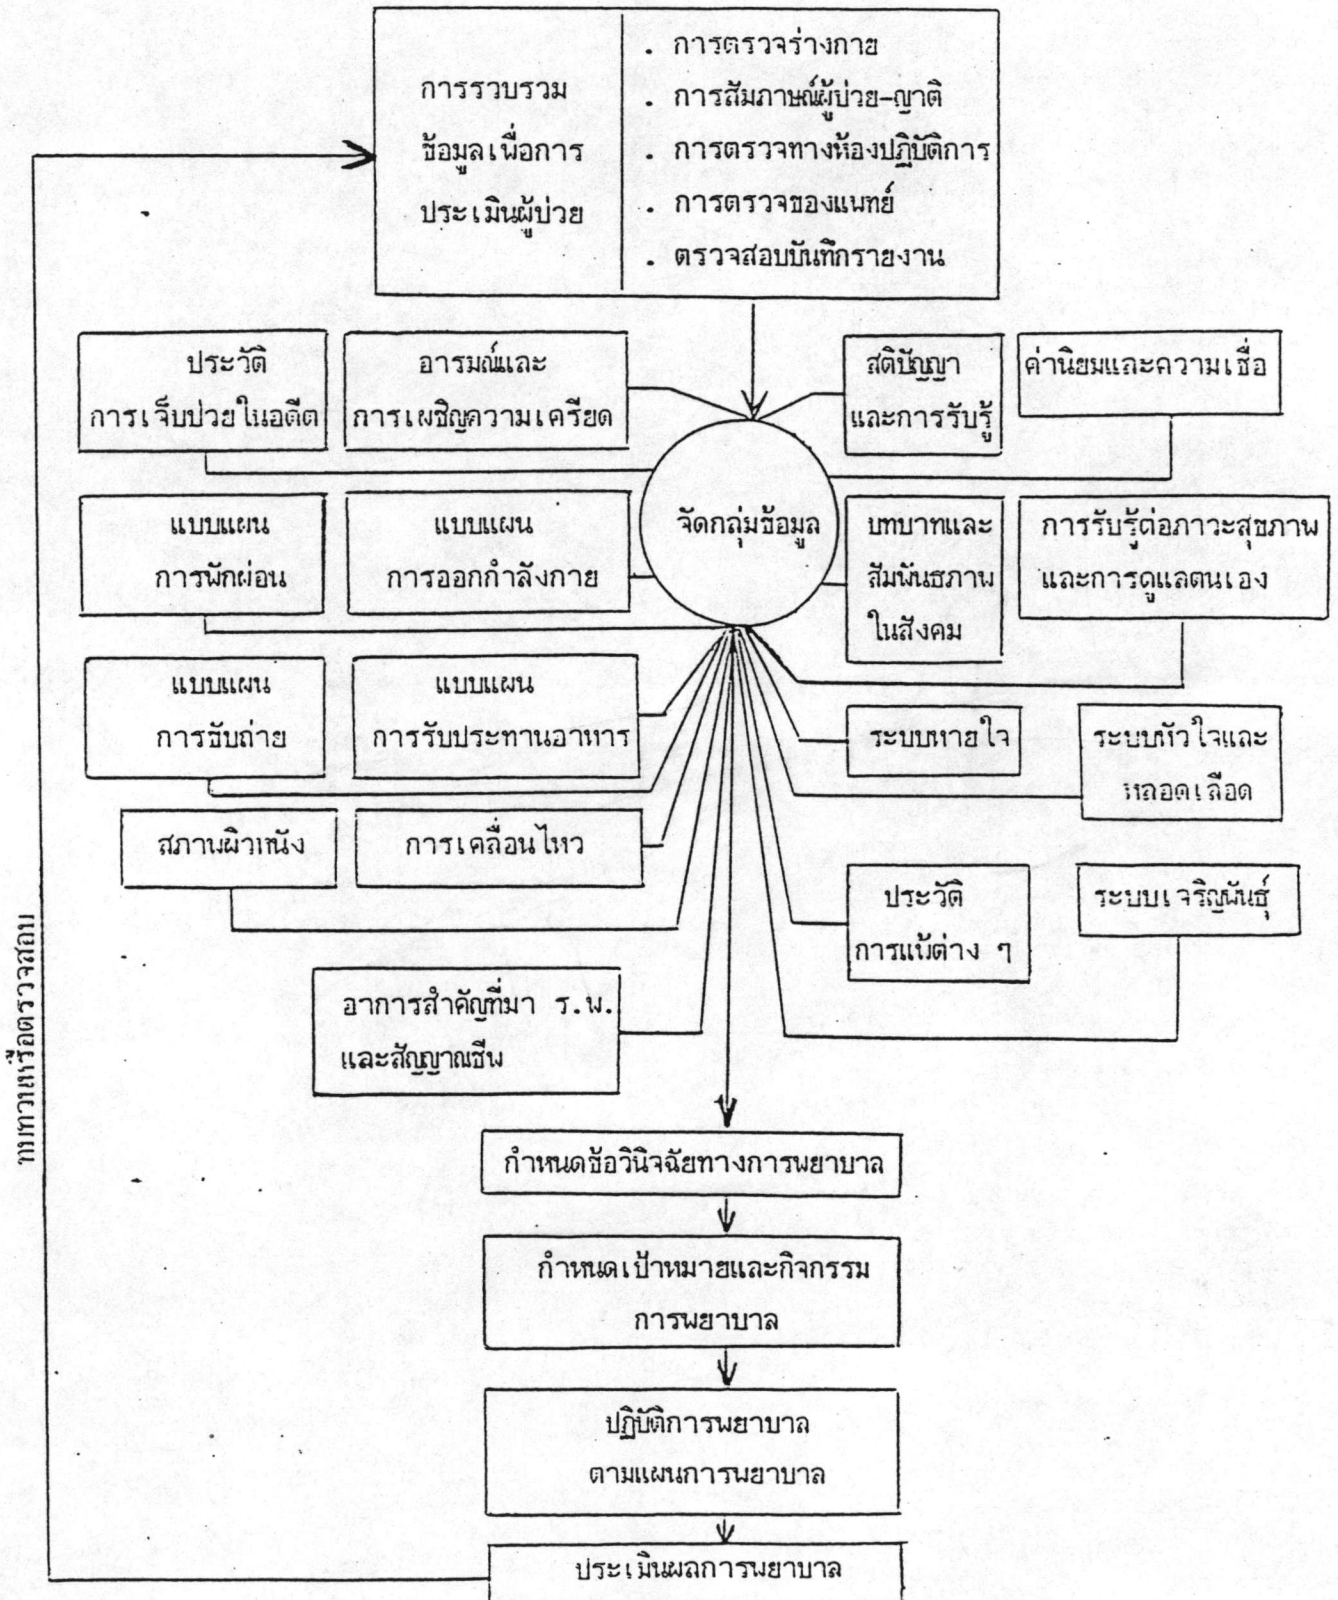 การรวบรวม
ข้อมูลเพื่อการ
ประเมินผู้ป่วย
. การตรวจร่างกาย
. การสัมภาษณ์ผู้ป่วย-ญาติ
. การตรวจทางห้องปฏิบัติการ
. การตรวจของแพทย์
. ตรวจสอบบันทึกรายงาน
ประวัติ
การเจ็บป่วยในอดีต
อารมณ์และ
การเผชิญความเครียด
สติปัญญา
และการรับรู้
ค่านิยมและความเชื่อ
แบบแผน
การพักผ่อน
แบบแผน
การออกกำลังกาย
จัดกลุ่มข้อมูล
บทบาทและ
สัมพันธภาพ
ในสังคม
การรับรู้ต่อภาวะสุขภาพ
และการดูแลตนเอง
แบบแผน
การขับถ่าย
แบบแผน
การรับประทานอาหาร
ระบบหายใจ
ระบบหัวใจและ
หลอดเลือด
สภาพผิวหนัง
การเคลื่อนไหว
ประวัติ
การแพ้ต่าง ๆ
ระบบเจริญพันธุ์
อาการสำคัญที่มา ร.พ.
และสัญญาณชีพ
กำหนดข้อวินิจฉัยทางการพยาบาล
กำหนดเป้าหมายและกิจกรรม
การพยาบาล
ปฏิบัติการพยาบาล
ตามแผนการพยาบาล
ประเมินผลการพยาบาล
ทบทวนหรือตรวจสอบ